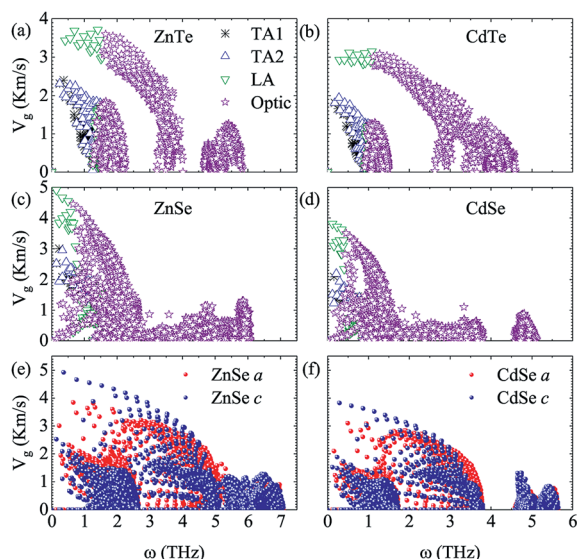 (a) ZnTe
TA1
TA2
LA
Optic
4
3
2
1
0
V_g (Km/s)
(b) CdTe
(c) ZnSe
5
4
3
2
1
0
V_g (Km/s)
(d) CdSe
(e) ZnSe a
ZnSe c
5
4
3
2
1
0
V_g (Km/s)
0 1 2 3 4 5 6 7
ω (THz)
(f) CdSe a
CdSe c
0 1 2 3 4 5 6
ω (THz)